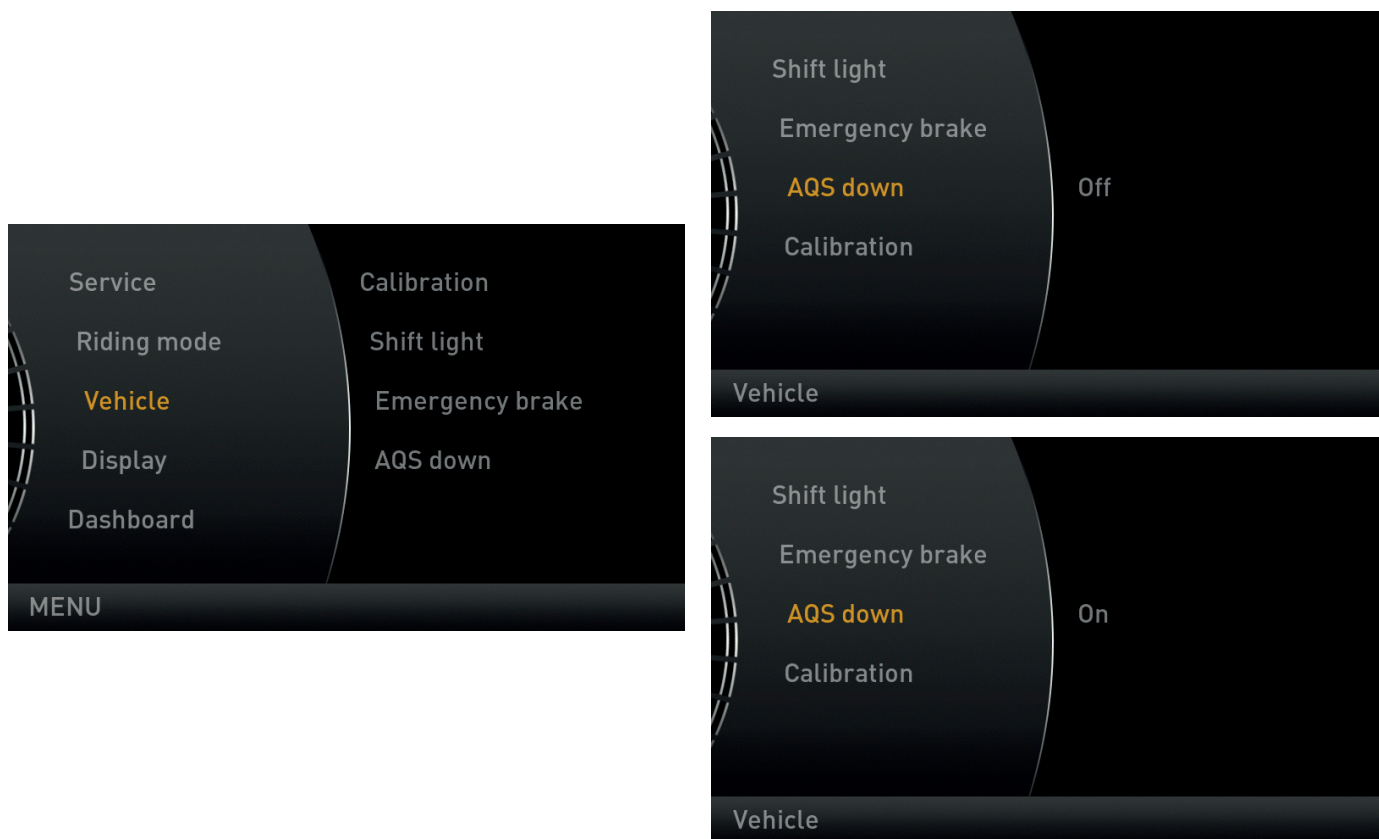 Service
Riding mode
Vehicle
Display
Dashboard
Calibration
Shift light
Emergency brake
AQS down
MENU
Shift light
Emergency brake
AQS down
Calibration
Off
Vehicle
Shift light
Emergency brake
AQS down
Calibration
On
Vehicle